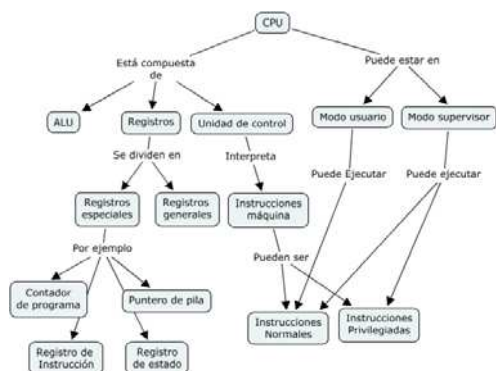 CPU
Está compuesta
de
Puede estar en
ALU
Registros
Unidad de control
Modo usuario
Modo supervisor
Se dividen en
Interpreta
Puede Ejecutar
Puede ejecutar
Registros
especiales
Registros
generales
Instrucciones
máquina
Por ejemplo
Pueden ser
Contador
de programa
Puntero de pila
Instrucciones
Normales
Instrucciones
Privilegiadas
Registro de
Instrucción
Registro
de estado